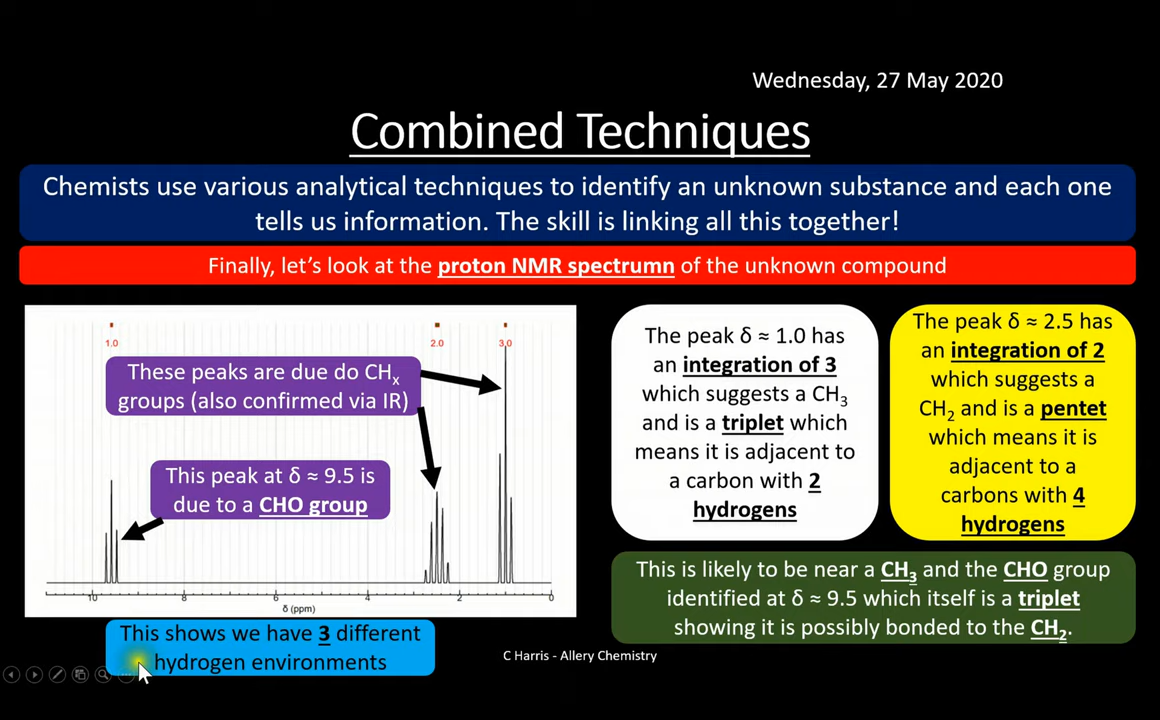 Wednesday, 27 May 2020
Combined Techniques
Chemists use various analytical techniques to identify an unknown substance and each one
tells us information. The skill is linking all this together!
Finally, let's look at the proton NMR spectrumn of the unknown compound
1.0
2.0
3.0
These peaks are due do CHx
groups (also confirmed via IR)
This peak at δ ≈ 9.5 is
due to a CHO group
10
8
6
4
2
0
δ (ppm)
This shows we have 3 different
hydrogen environments
The peak δ ≈ 1.0 has
an integration of 3
which suggests a CH3
and is a triplet which
means it is adjacent to
a carbon with 2
hydrogens
The peak δ ≈ 2.5 has
an integration of 2
which suggests a
CH2 and is a pentet
which means it is
adjacent to a
carbons with 4
hydrogens
This is likely to be near a CH3 and the CHO group
identified at δ ≈ 9.5 which itself is a triplet
showing it is possibly bonded to the CH2.
C Harris - Allery Chemistry